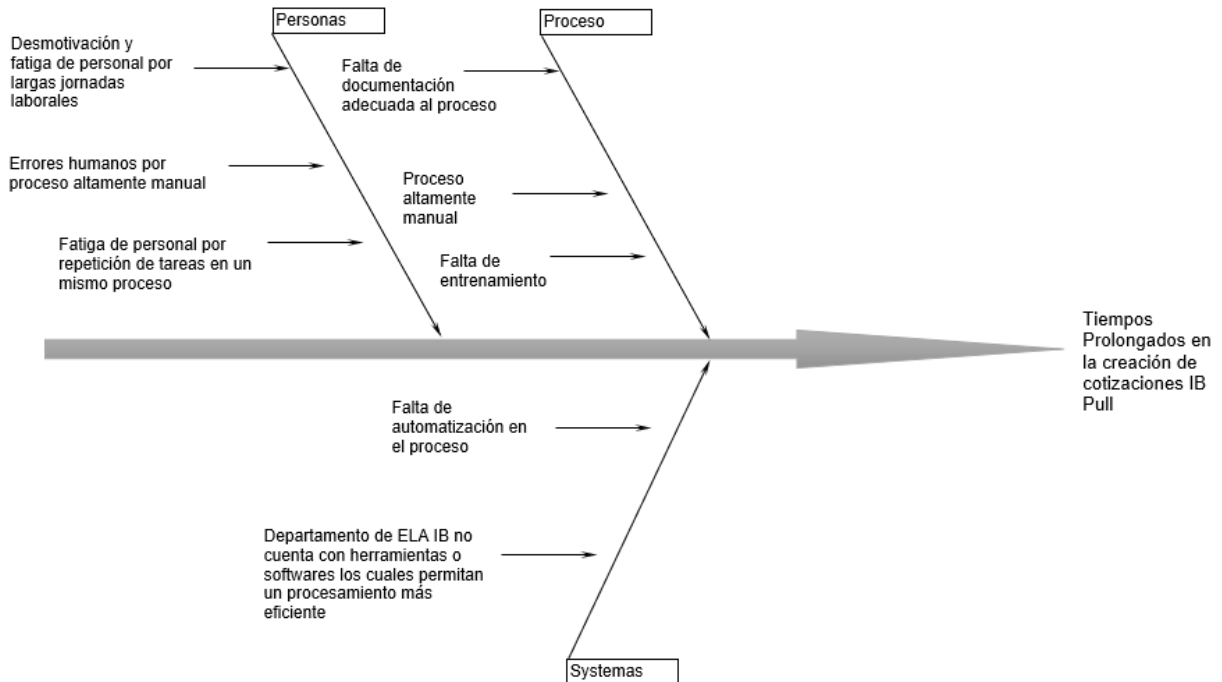 Personas
Proceso
Desmotivación y
fatiga de personal por
largas jornadas
laborales
Falta de
documentación
adecuada al proceso
Errores humanos por
proceso altamente manual
Proceso
altamente
manual
Fatiga de personal por
repetición de tareas en un
mismo proceso
Falta de
entrenamiento
Tiempos
Prolongados en
la creación de
cotizaciones IB
Pull
Falta de
automatización en
el proceso
Departamento de ELA IB no
cuenta con herramientas o
softwares los cuales permitan
un procesamiento más
eficiente
Systemas